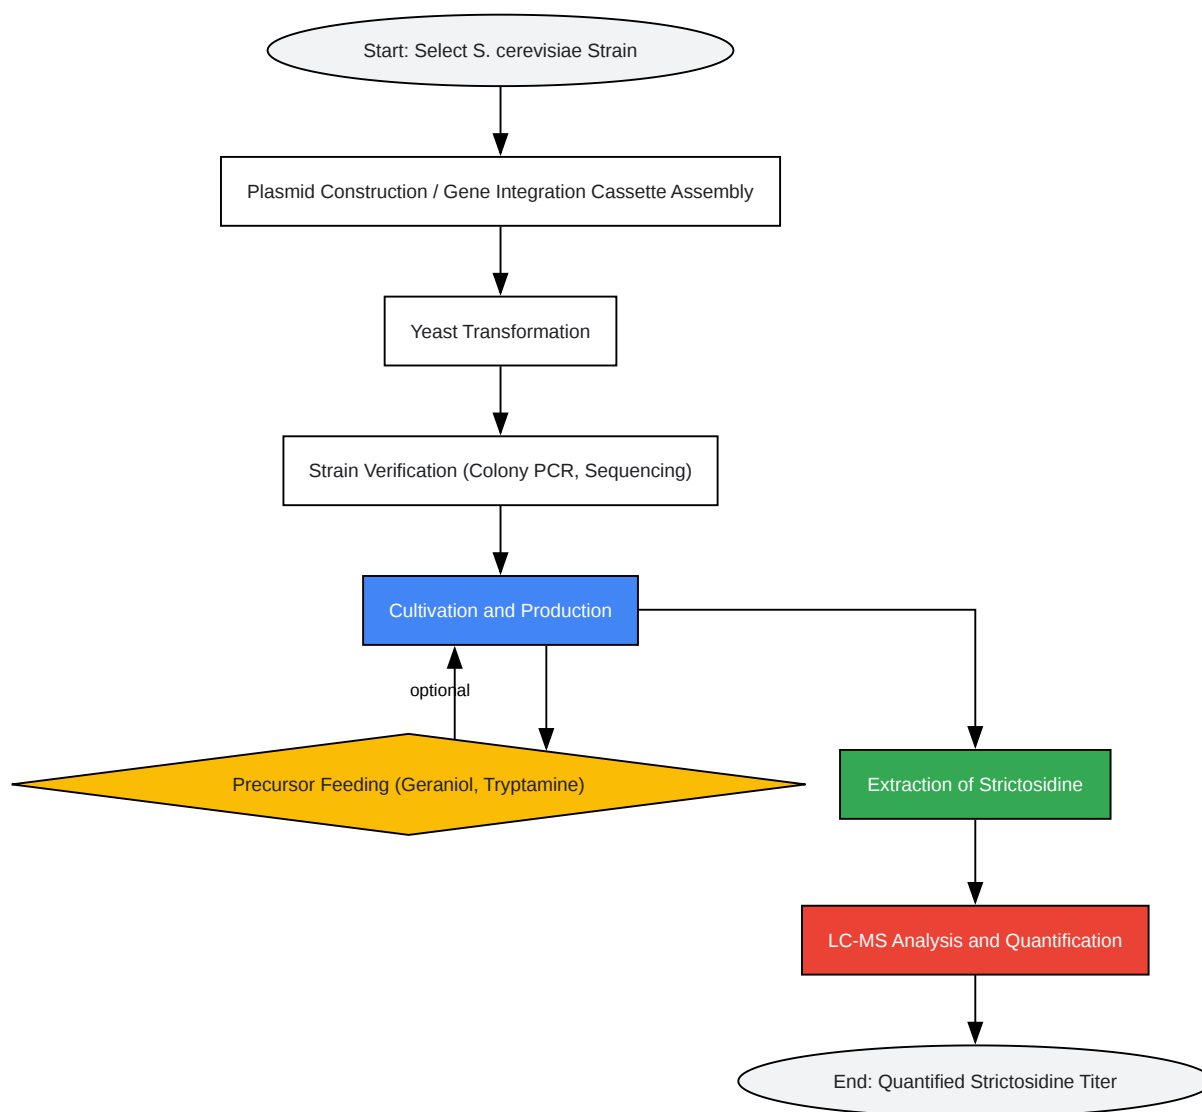 Start: Select S. cerevisiae Strain
Plasmid Construction / Gene Integration Cassette Assembly
Yeast Transformation
Strain Verification (Colony PCR, Sequencing)
Cultivation and Production
optional
Precursor Feeding (Geraniol, Tryptamine)
Extraction of Strictosidine
LC-MS Analysis and Quantification
End: Quantified Strictosidine Titer